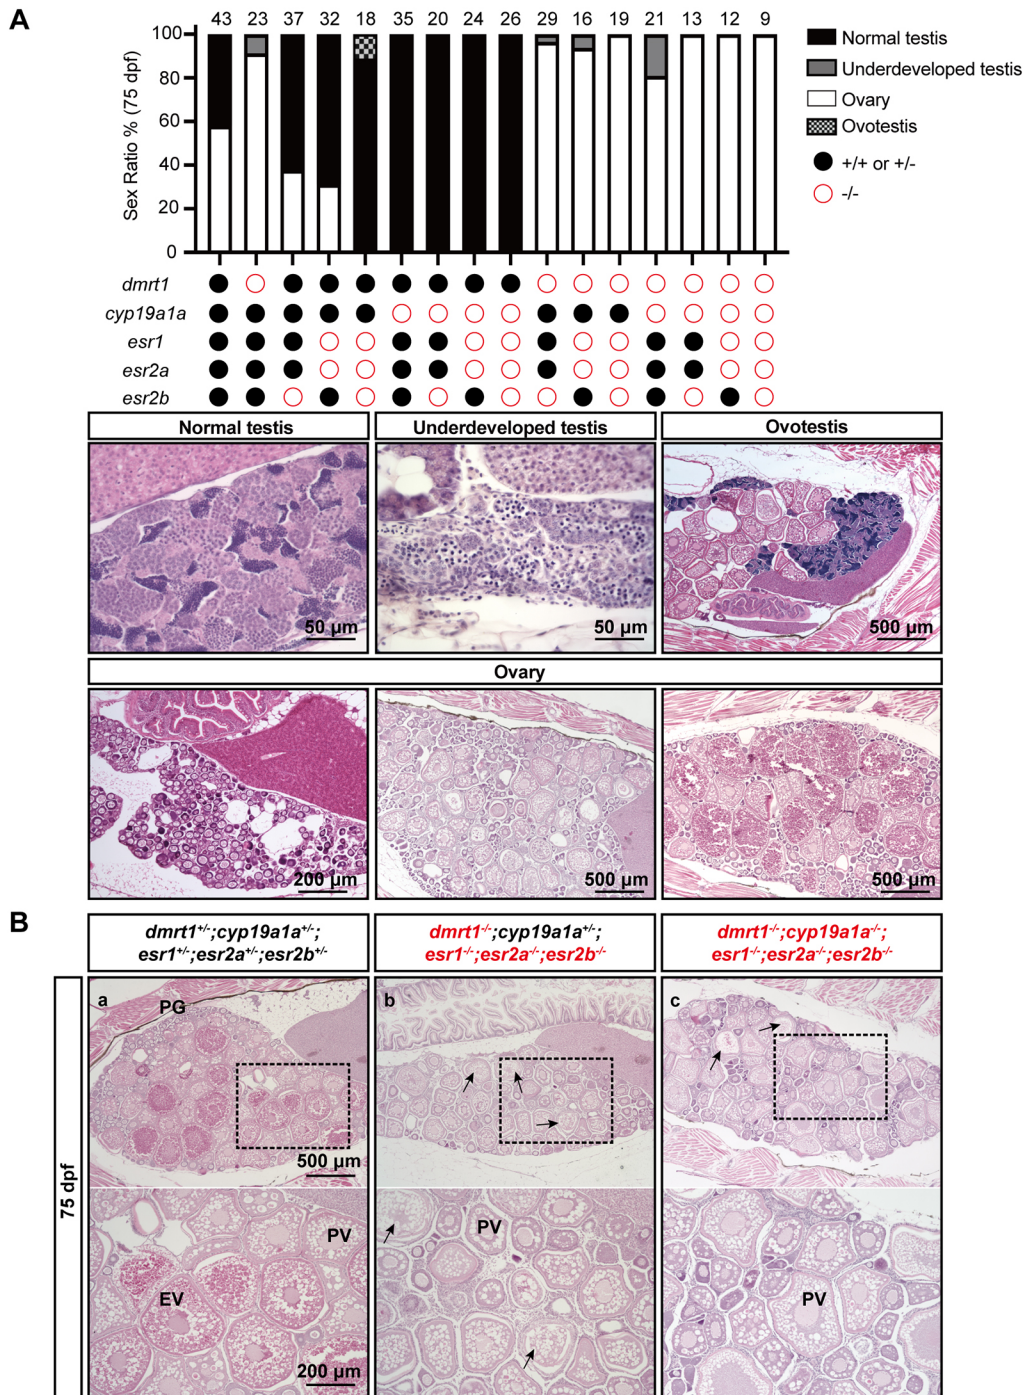 A
43 23 37 32 18 35 20 24 26 29 16 19 21 13 12 9
Sex Ratio % (75 dpf)
100
80
60
40
20
0
Normal testis
Underdeveloped testis
Ovary
Ovotestis
+/+ or +/-
-/-
dmrt1
cyp19a1a
esr1
esr2a
esr2b
Normal testis Underdeveloped testis Ovotestis
50 µm 50 µm 500 µm
Ovary
200 µm 500 µm 500 µm
B
dmrt1+/-;cyp19a1a+/-;
esr1+/-;esr2a+/-;esr2b+/-
dmrt1-/-;cyp19a1a+/-;
esr1-/-;esr2a-/-;esr2b-/-
dmrt1-/-;cyp19a1a-/-;
esr1-/-;esr2a-/-;esr2b-/-
75 dpf
a PG
500 µm
b
c
PV
EV
200 µm
PV
PV